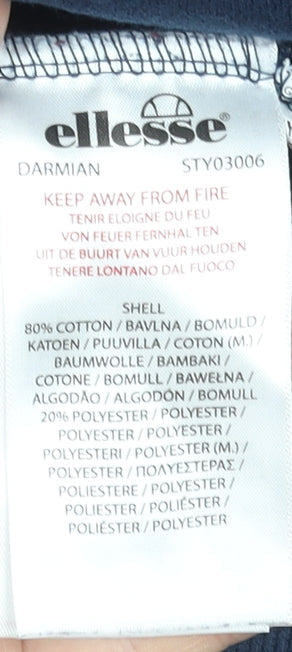 ellesse®
DARMIAN STY03006
KEEP AWAY FROM FIRE
TENIR ELOIGNE DU FEU
VON FEUER FERNHALTEN
UIT DE BUURT VAN VUUR HOUDEN
TENERE LONTANO DAL FUOCO
SHELL
80% COTTON / BAVLNA / BOMULD /
KATOEN / PUUVILLA / COTON (M.) /
BAUMWOLLE / BAMBAKI /
COTONE / BOMULL / BAWEŁNA /
ALGODÃO / ALGODÓN / BOMULL
20% POLYESTER / POLYESTER /
POLYESTER / POLYESTER /
POLYESTERI / POLYESTER (M.) /
POLYESTER / ΠΟΛΥΕΣΤΕΡΑΣ /
POLIESTERE / POLYESTER /
POLIESTER / POLIÉSTER /
POLIÉSTER / POLYESTER